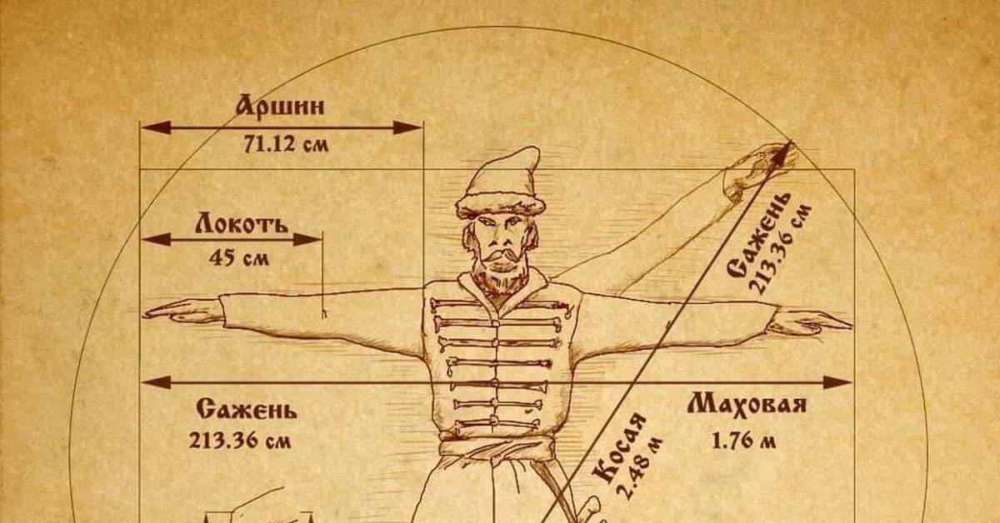 Аршин
71.12 см
Локоть
45 см
Сажень
213.36 см
Сажень
213.36 см
Маховая
1.76 м
Косая
2.48 м